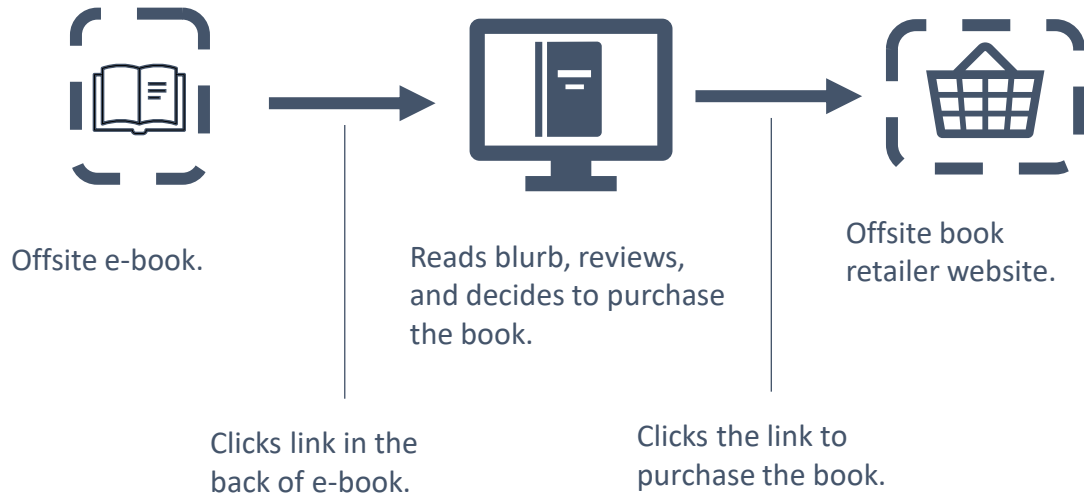 Offsite e-book.
Reads blurb, reviews,
and decides to purchase
the book.
Offsite book
retailer website.
Clicks link in the
back of e-book.
Clicks the link to
purchase the book.